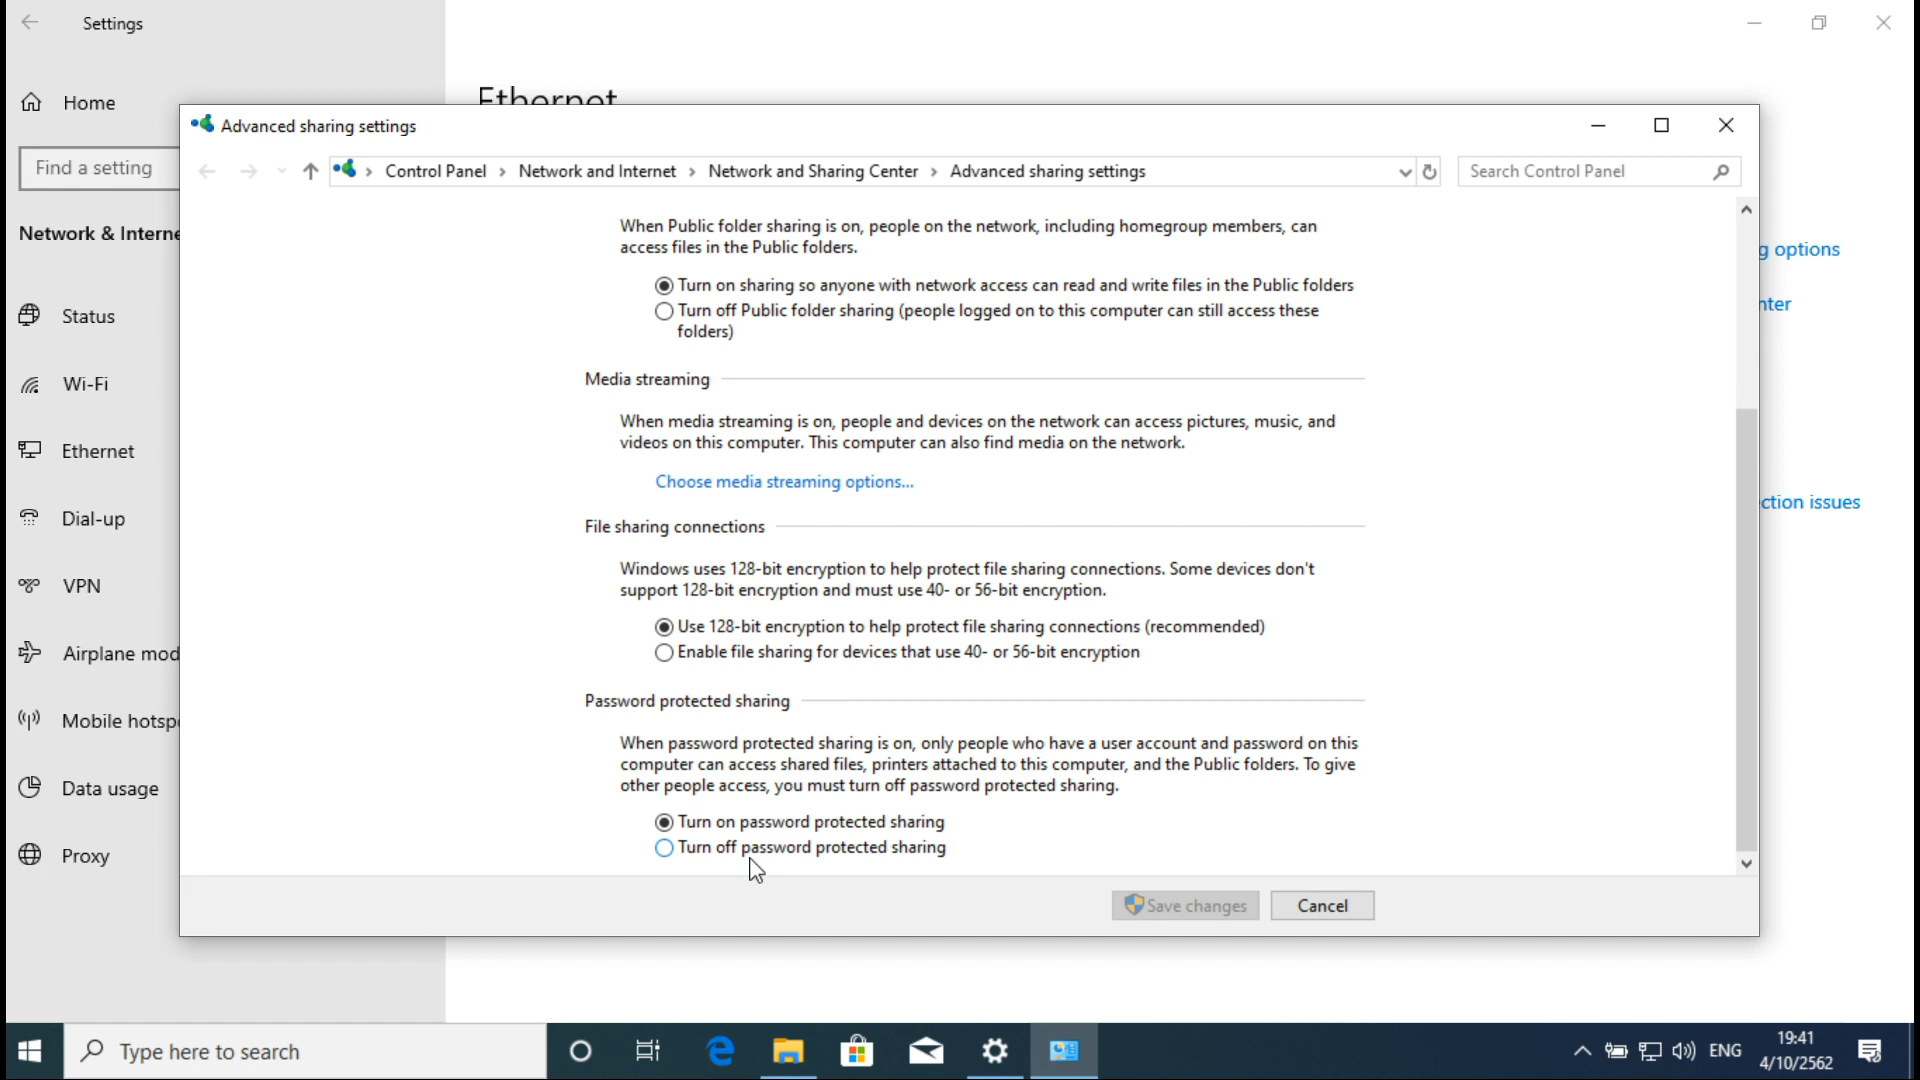 Settings
Home
Find a setting
Network & Interne
Status
Wi-Fi
Ethernet
Dial-up
VPN
Airplane mod
Mobile hotsp
Data usage
Proxy
Ethernet
g options
nter
ction issues
Advanced sharing settings
Control Panel > Network and Internet > Network and Sharing Center > Advanced sharing settings
Search Control Panel
When Public folder sharing is on, people on the network, including homegroup members, can
access files in the Public folders.
Turn on sharing so anyone with network access can read and write files in the Public folders
Turn off Public folder sharing (people logged on to this computer can still access these
folders)
Media streaming
When media streaming is on, people and devices on the network can access pictures, music, and
videos on this computer. This computer can also find media on the network.
Choose media streaming options...
File sharing connections
Windows uses 128-bit encryption to help protect file sharing connections. Some devices don't
support 128-bit encryption and must use 40- or 56-bit encryption.
Use 128-bit encryption to help protect file sharing connections (recommended)
Enable file sharing for devices that use 40- or 56-bit encryption
Password protected sharing
When password protected sharing is on, only people who have a user account and password on this
computer can access shared files, printers attached to this computer, and the Public folders. To give
other people access, you must turn off password protected sharing.
Turn on password protected sharing
Turn off password protected sharing
Save changes
Cancel
Type here to search
ENG
19:41
4/10/2562